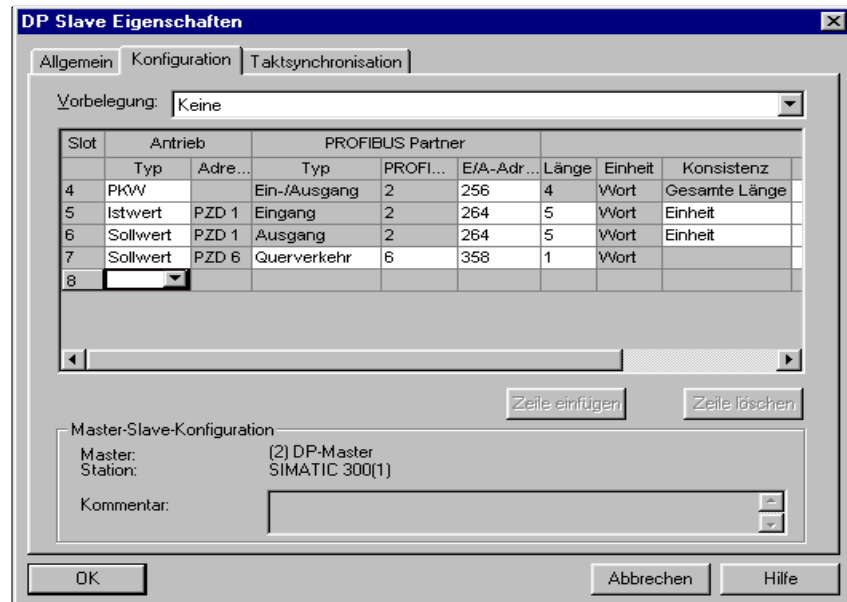 DP Slave Eigenschaften
Allgemein Konfiguration Taktsynchronisation
Vorbelegung: Keine
Slot Antrieb PROFIBUS Partner
Typ Adre... Typ PROFI... E/A-Adr... Länge Einheit Konsistenz
4 PKW Ein-/Ausgang 2 256 4 Wort Gesamte Länge
5 Istwert PZD 1 Eingang 2 264 5 Wort Einheit
6 Sollwert PZD 1 Ausgang 2 264 5 Wort Einheit
7 Sollwert PZD 6 Querverkehr 6 358 1 Wort
8
Zeile einfügen Zeile löschen
Master-Slave-Konfiguration
Master: (2) DP-Master
Station: SIMATIC 300(1)
Kommentar:
OK Abbrechen Hilfe